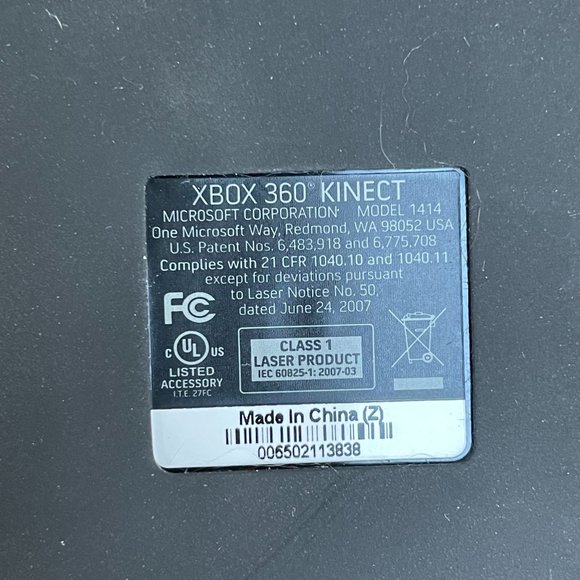 XBOX 360® KINECT
MICROSOFT CORPORATION MODEL 1414
One Microsoft Way, Redmond, WA 98052 USA
U.S. Patent Nos. 6,483,918 and 6,775,708
Complies with 21 CFR 1040.10 and 1040.11
except for deviations pursuant
to Laser Notice No. 50,
dated June 24, 2007
FC
C UL US
LISTED
ACCESSORY
I.T.E. 27FC
CLASS 1
LASER PRODUCT
IEC 60825-1: 2007-03
Made In China (Z)
006502113838